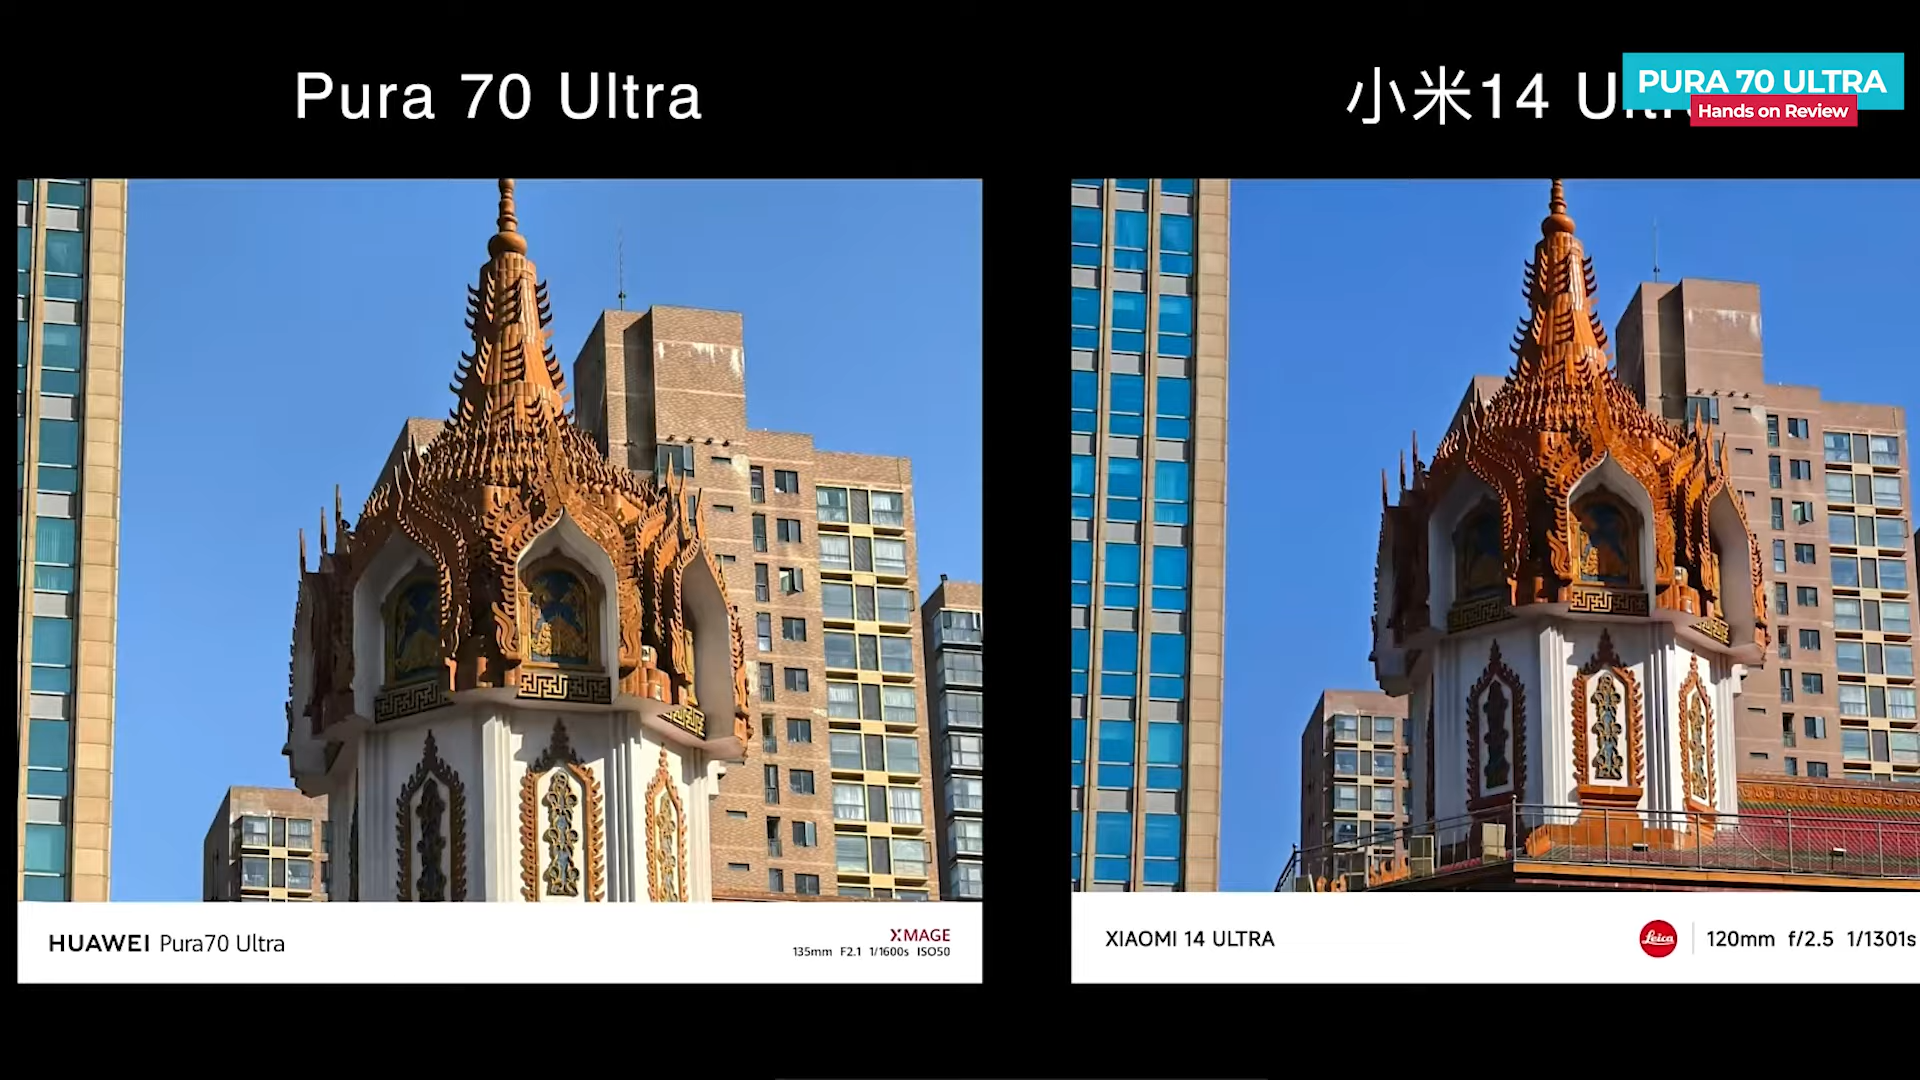 Pura 70 Ultra
小米14 Ultra
PURA 70 ULTRA
Hands on Review
HUAWEI Pura70 Ultra
XMAGE
135mm F2.1 1/1600s ISO50
XIAOMI 14 ULTRA
Leica
120mm f/2.5 1/1301s